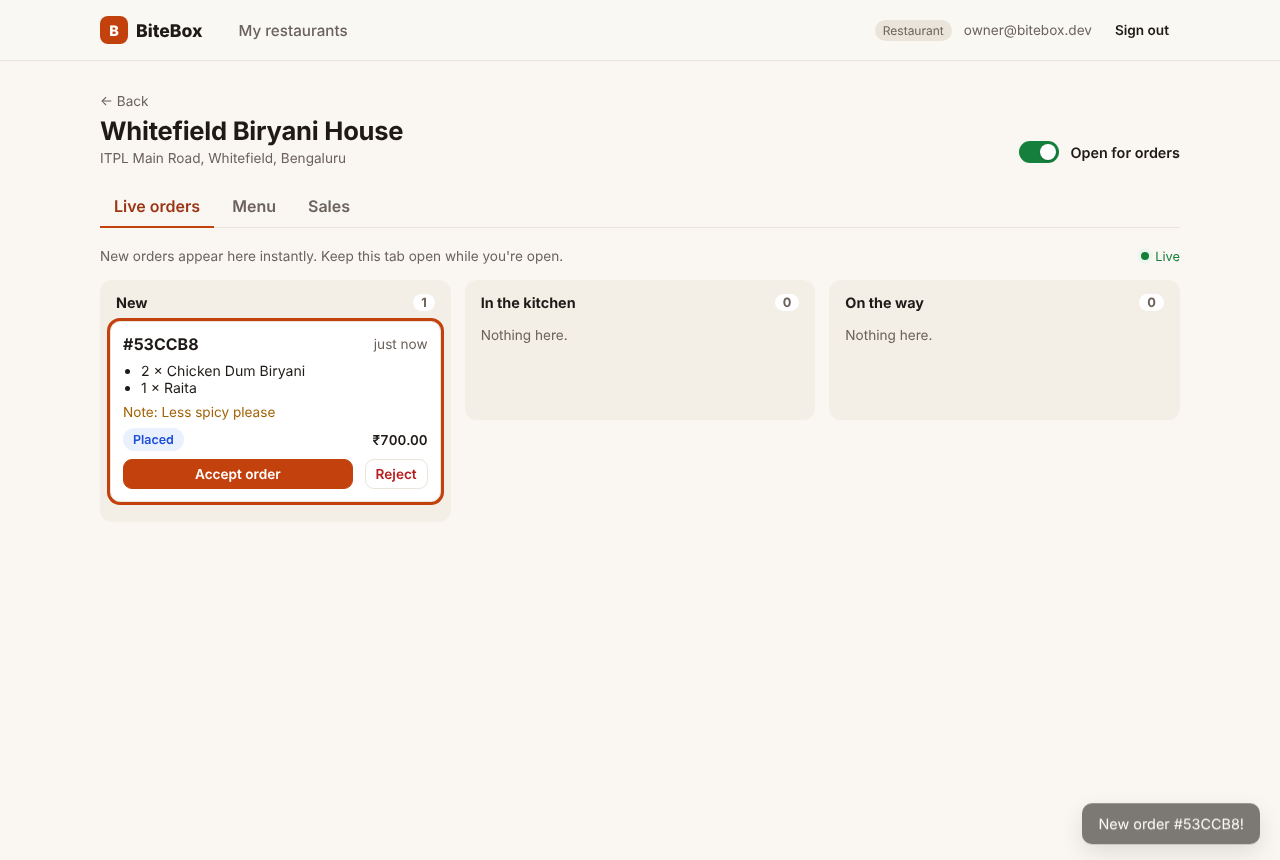 B BiteBox My restaurants Restaurant owner@bitebox.dev Sign out
← Back
Whitefield Biryani House
ITPL Main Road, Whitefield, Bengaluru
Open for orders
Live orders Menu Sales
New orders appear here instantly. Keep this tab open while you're open.
Live
New 1
#53CCB8 just now
• 2 × Chicken Dum Biryani
• 1 × Raita
Note: Less spicy please
Placed ₹700.00
Accept order Reject
In the kitchen 0
Nothing here.
On the way 0
Nothing here.
New order #53CCB8!